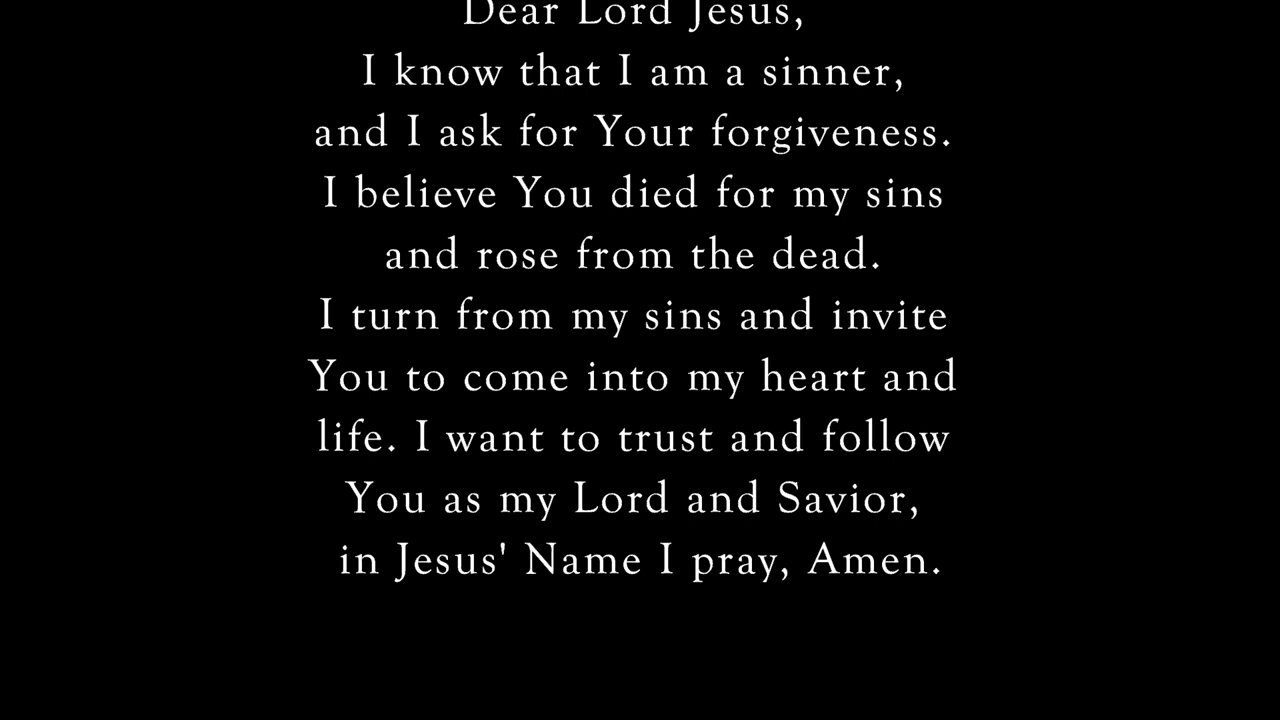 Dear Lord Jesus,
I know that I am a sinner,
and I ask for Your forgiveness.
I believe You died for my sins
and rose from the dead.
I turn from my sins and invite
You to come into my heart and
life. I want to trust and follow
You as my Lord and Savior,
in Jesus' Name I pray, Amen.